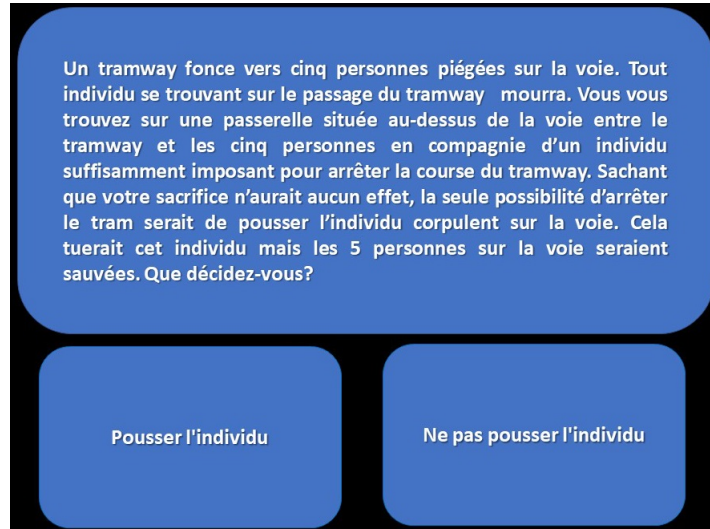 Un tramway fonce vers cinq personnes piégées sur la voie. Tout
individu se trouvant sur le passage du tramway mourra. Vous vous
trouvez sur une passerelle située au-dessus de la voie entre le
tramway et les cinq personnes en compagnie d'un individu
suffisamment imposant pour arrêter la course du tramway. Sachant
que votre sacrifice n'aurait aucun effet, la seule possibilité d'arrêter
le tram serait de pousser l'individu corpulent sur la voie. Cela
tuerait cet individu mais les 5 personnes sur la voie seraient
sauvées. Que décidez-vous?
Pousser l'individu
Ne pas pousser l'individu